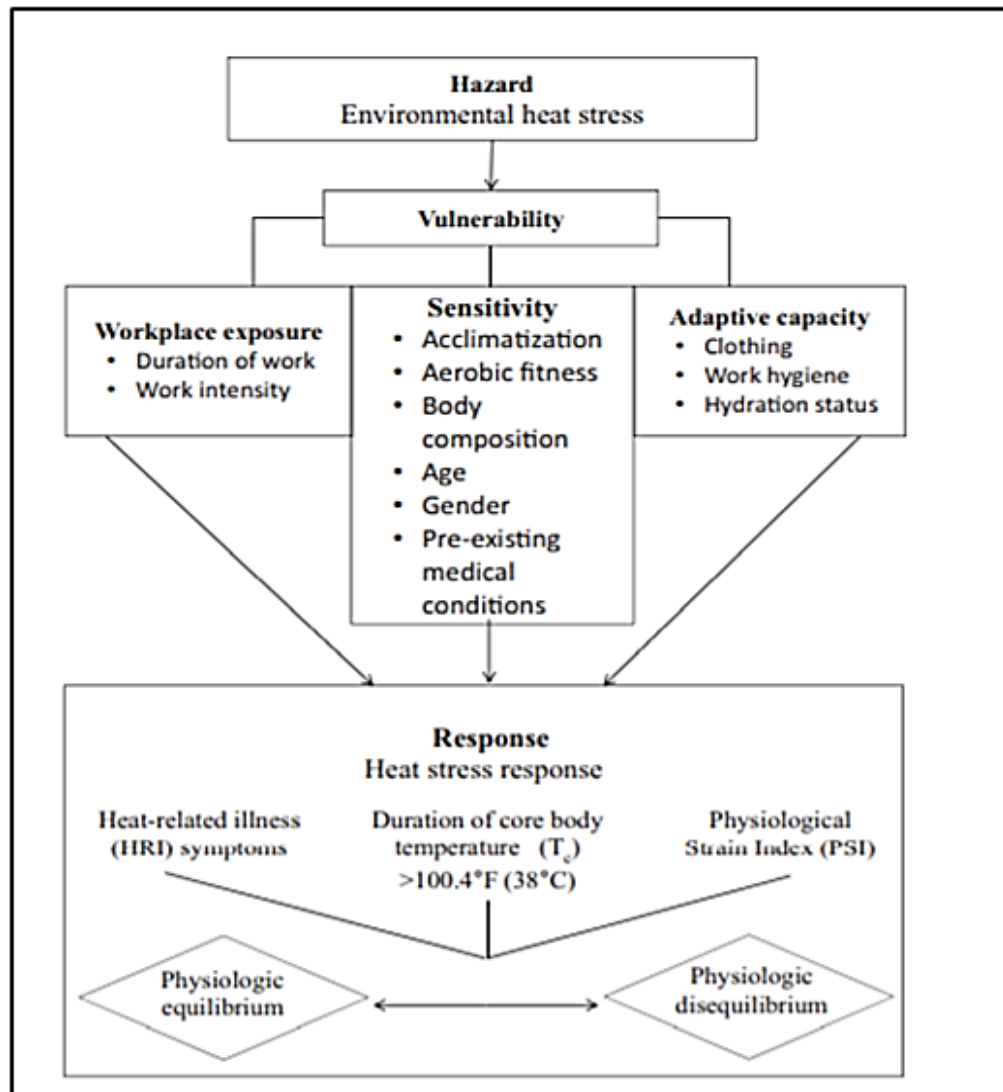 Hazard
Environmental heat stress
Vulnerability
Workplace exposure
• Duration of work
• Work intensity
Sensitivity
• Acclimatization
• Aerobic fitness
• Body
composition
• Age
• Gender
• Pre-existing
medical
conditions
Adaptive capacity
• Clothing
• Work hygiene
• Hydration status
Response
Heat stress response
Heat-related illness
(HRI) symptoms
Duration of core body
temperature (Tc)
>100.4°F (38°C)
Physiological
Strain Index (PSI)
Physiologic
equilibrium
Physiologic
disequilibrium